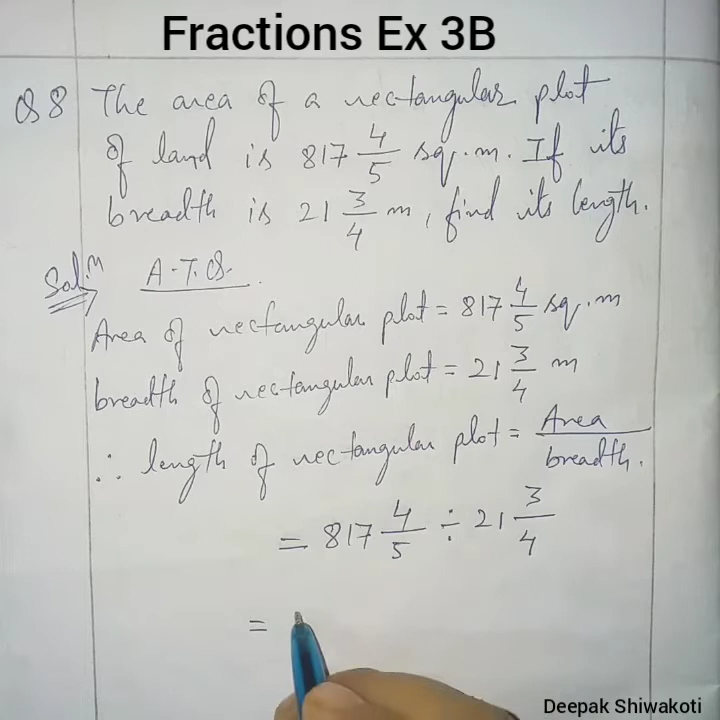 Fractions Ex 3B
Q8 The area of a rectangular plot
of land is 817 4/5 sq.m. If its
breadth is 21 3/4 m, find its length.
Sol.n A.T.Q.
Area of rectangular plot = 817 4/5 sq.m
breadth of rectangular plot = 21 3/4 m
∴ length of rectangular plot = Area/breadth.
= 817 4/5 ÷ 21 3/4
=
Deepak Shiwakoti